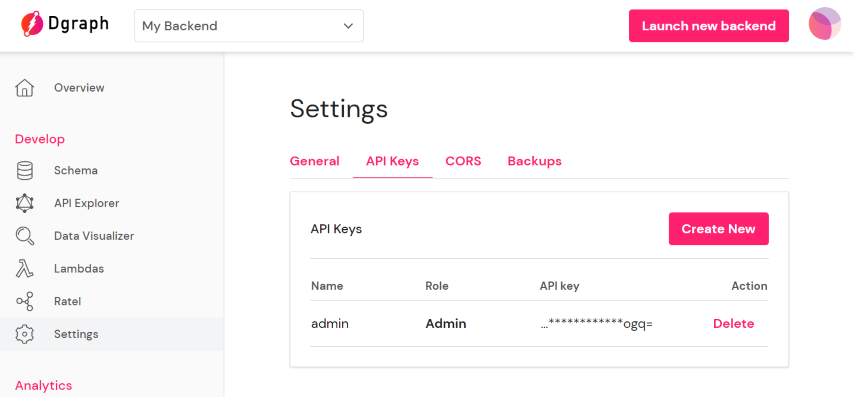 Dgraph
My Backend
Launch new backend
Overview
Develop
Schema
API Explorer
Data Visualizer
Lambdas
Ratel
Settings
Analytics
Settings
General API Keys CORS Backups
API Keys
Create New
Name Role API key Action
admin Admin ...************ogq= Delete